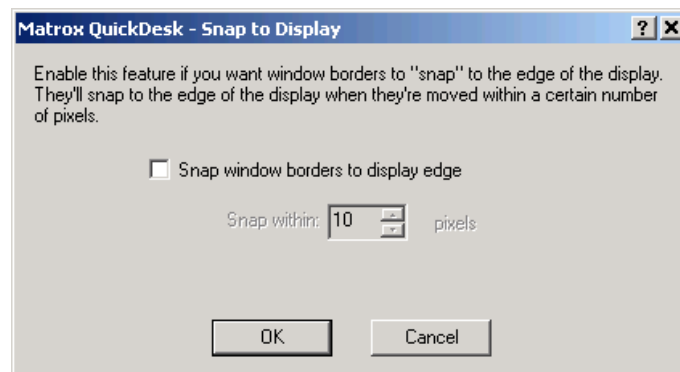 Matrox QuickDesk - Snap to Display
Enable this feature if you want window borders to "snap" to the edge of the display.
They'll snap to the edge of the display when they're moved within a certain number
of pixels.
Snap window borders to display edge
Snap within: 10 pixels
OK Cancel